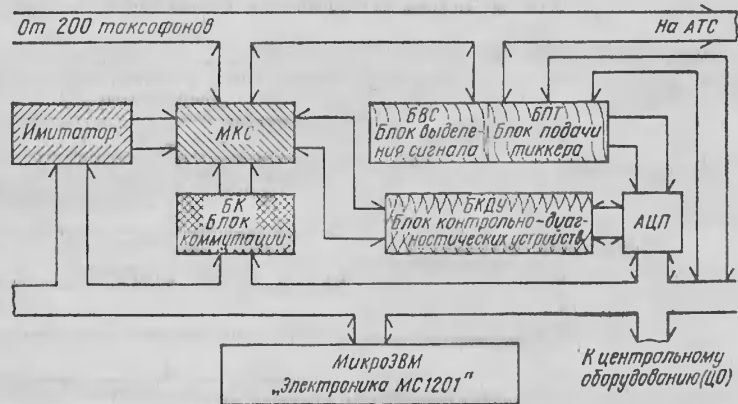 От 200 таксофонов
На АТС
Имитатор
МКС
БВС
Блок выделе-
ния сигнала
БПТ
Блок подачи
тиккера
БК
Блок
коммутации
БКДУ
Блок контрольно-диаг-
ностических устройств
АЦП
МикроЭВМ
„Электроника МС1201"
К центральному
оборудованию (ЦО)